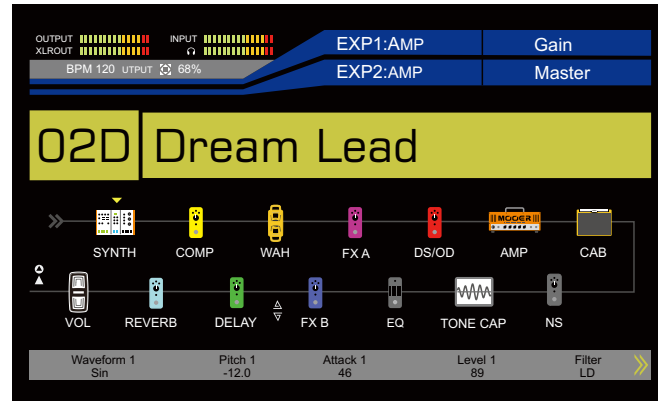 OUTPUT INPUT
XLROUT
BPM 120 UTPUT 68%
EXP1:AMP Gain
EXP2:AMP Master
02D Dream Lead
MOOER
SYNTH COMP WAH FX A DS/OD AMP CAB
VOL REVERB DELAY FX B EQ TONE CAP NS
Waveform 1 Pitch 1 Attack 1 Level 1 Filter
Sin -12.0 46 89 LD